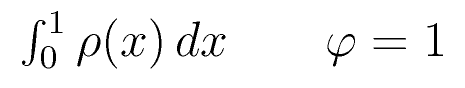 ∫₀¹ ρ(x) dx  φ = 1